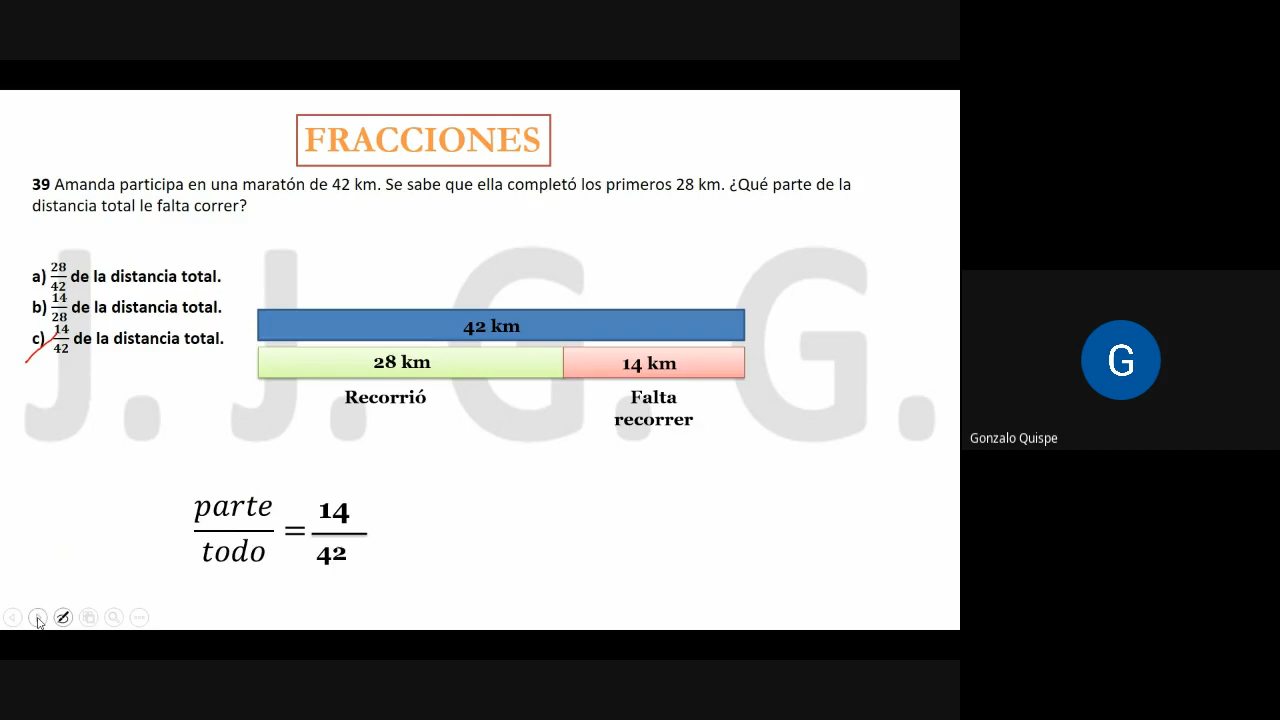 FRACCIONES
39 Amanda participa en una maratón de 42 km. Se sabe que ella completó los primeros 28 km. ¿Qué parte de la
distancia total le falta correr?
a) 28/42 de la distancia total.
b) 14/28 de la distancia total.
c) 14/42 de la distancia total.
42 km
28 km 14 km
Recorrió Falta
recorrer
J. J. G. G.
parte/todo = 14/42
G
Gonzalo Quispe